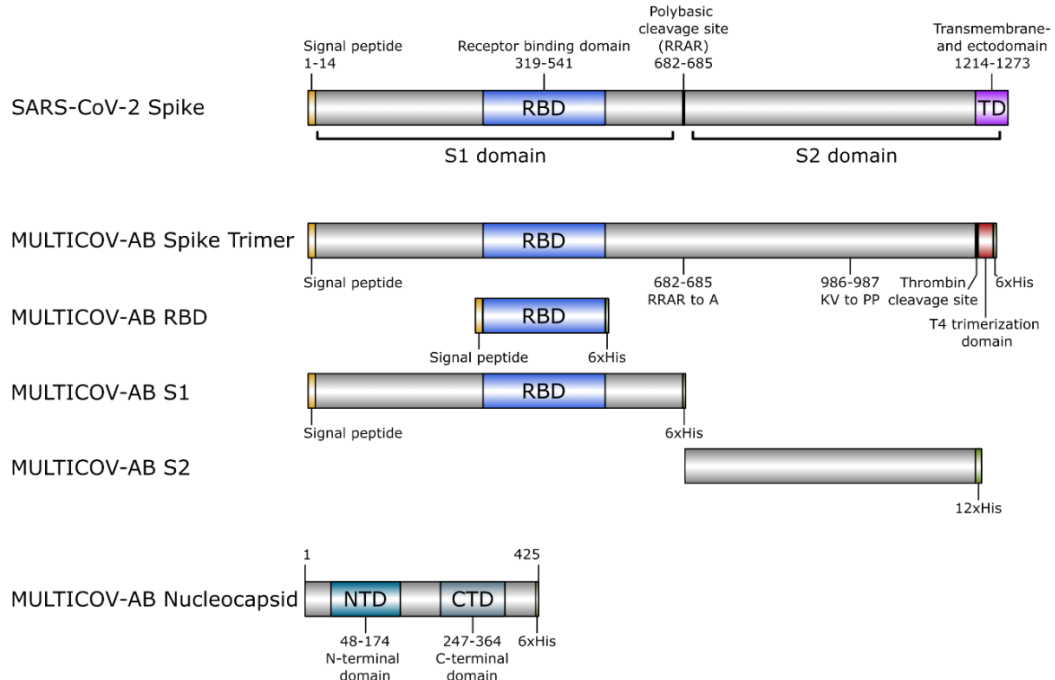 Signal peptide
1-14
Receptor binding domain
319-541
Polybasic
cleavage site
(RRAR)
682-685
Transmembrane-
and ectodomain
1214-1273
SARS-CoV-2 Spike
RBD
TD
S1 domain
S2 domain
MULTICOV-AB Spike Trimer
RBD
Signal peptide
682-685
RRAR to A
986-987
KV to PP
Thrombin
cleavage site
6xHis
T4 trimerization
domain
MULTICOV-AB RBD
RBD
Signal peptide
6xHis
MULTICOV-AB S1
RBD
Signal peptide
6xHis
MULTICOV-AB S2
12xHis
1
425
MULTICOV-AB Nucleocapsid
NTD
CTD
48-174
N-terminal
domain
247-364
C-terminal
domain
6xHis